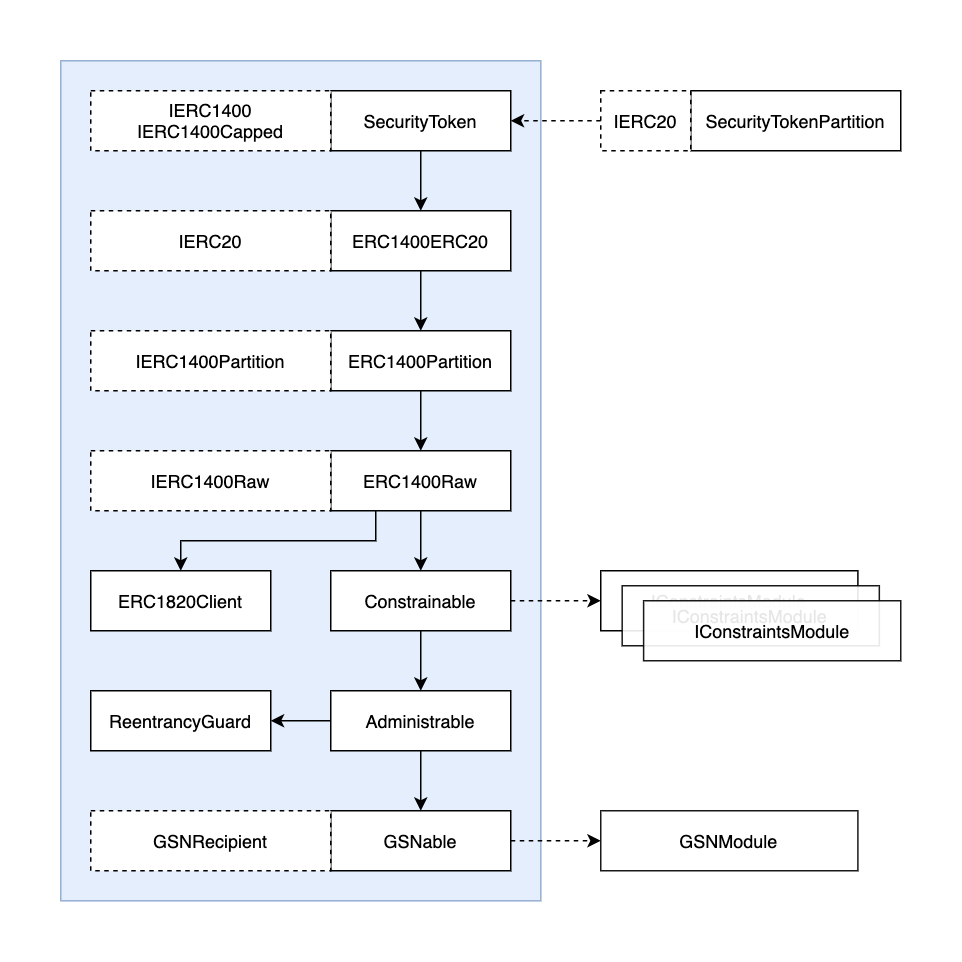 IERC1400
IERC1400Capped
SecurityToken
IERC20
SecurityTokenPartition
IERC20
ERC1400ERC20
IERC1400Partition
ERC1400Partition
IERC1400Raw
ERC1400Raw
ERC1820Client
Constrainable
IConstraintsModule
IConstraintsModule
IConstraintsModule
ReentrancyGuard
Administrable
GSNRecipient
GSNable
GSNModule